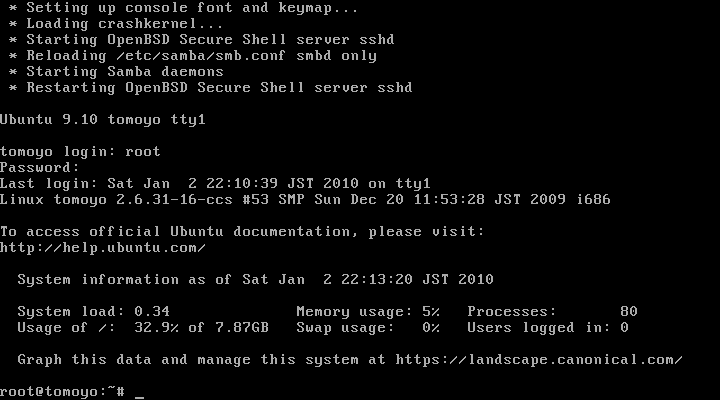 * Setting up console font and keymap...
* Loading crashkernel...
* Starting OpenBSD Secure Shell server sshd
* Reloading /etc/samba/smb.conf smbd only
* Starting Samba daemons
* Restarting OpenBSD Secure Shell server sshd
Ubuntu 9.10 tomoyo tty1
tomoyo login: root
Password:
Last login: Sat Jan  2 22:10:39 JST 2010 on tty1
Linux tomoyo 2.6.31-16-ccs #53 SMP Sun Dec 20 11:53:28 JST 2009 i686
To access official Ubuntu documentation, please visit:
http://help.ubuntu.com/
System information as of Sat Jan  2 22:13:20 JST 2010
System load: 0.34               Memory usage: 5%   Processes:       80
Usage of /:  32.9% of 7.87GB   Swap usage:   0%   Users logged in: 0
Graph this data and manage this system at https://landscape.canonical.com/
root@tomoyo:~# _